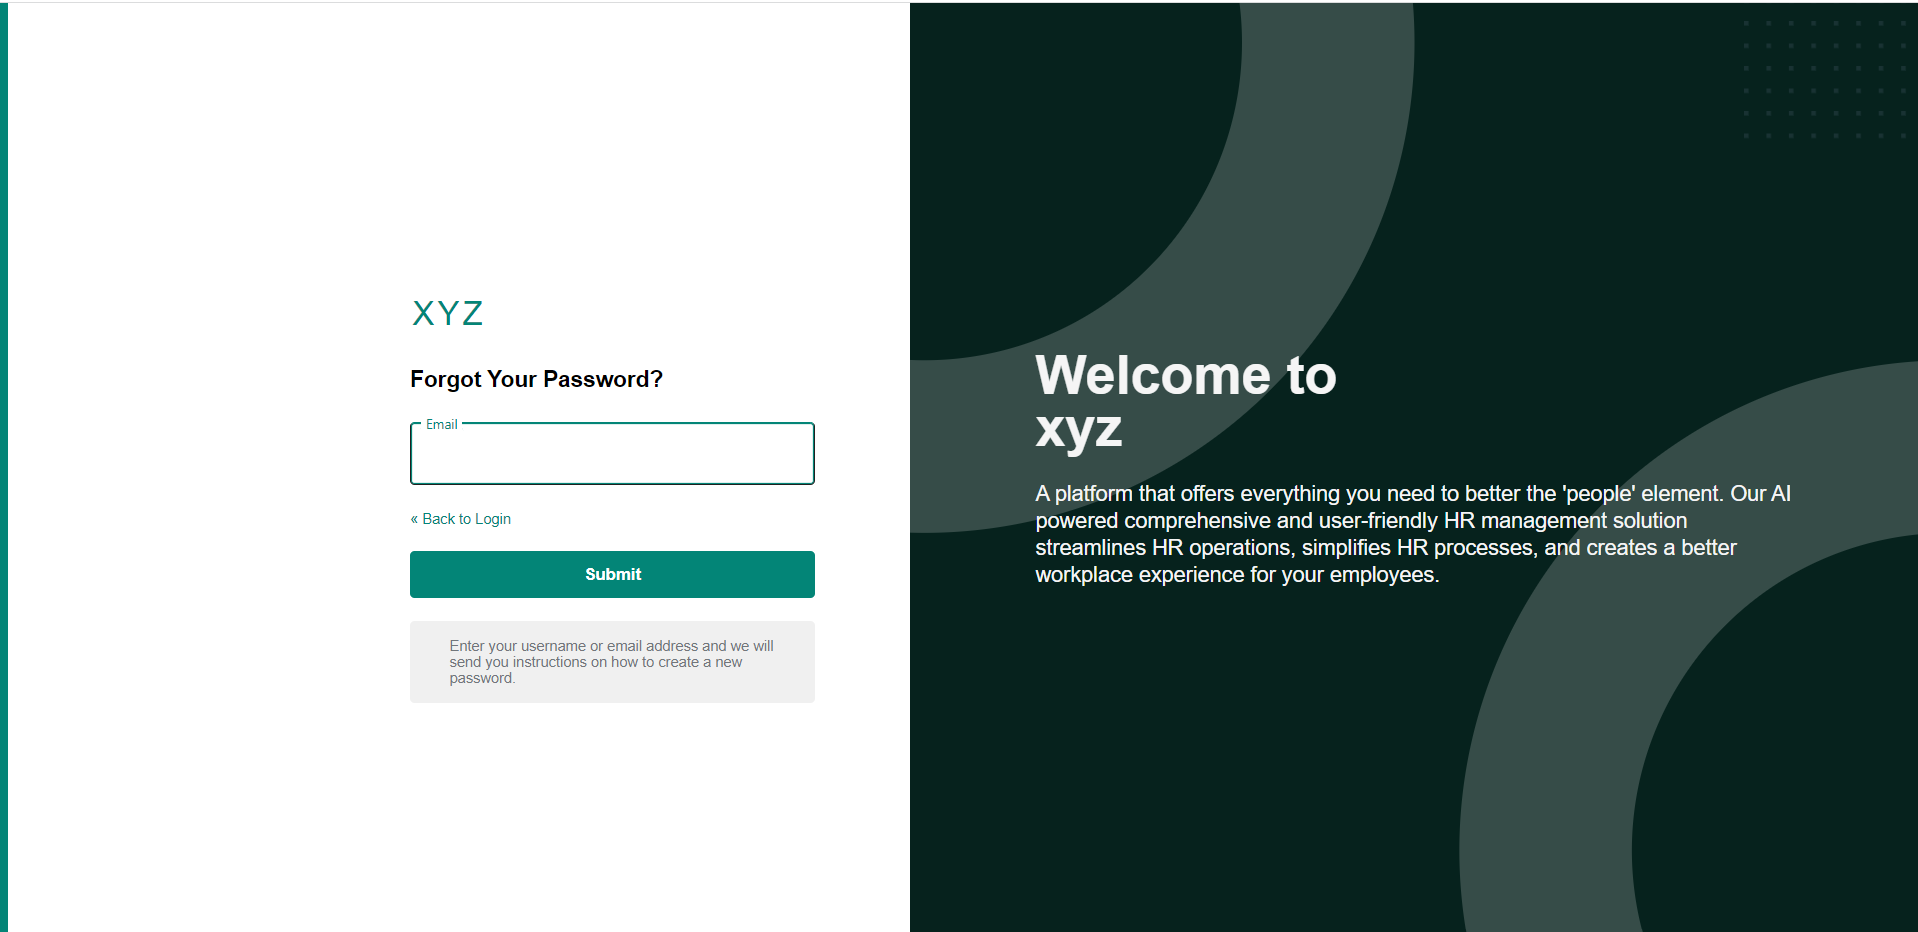 XYZ
Forgot Your Password?
Email
« Back to Login
Submit
Enter your username or email address and we will
send you instructions on how to create a new
password.
Welcome to
xyz
A platform that offers everything you need to better the 'people' element. Our AI
powered comprehensive and user-friendly HR management solution
streamlines HR operations, simplifies HR processes, and creates a better
workplace experience for your employees.